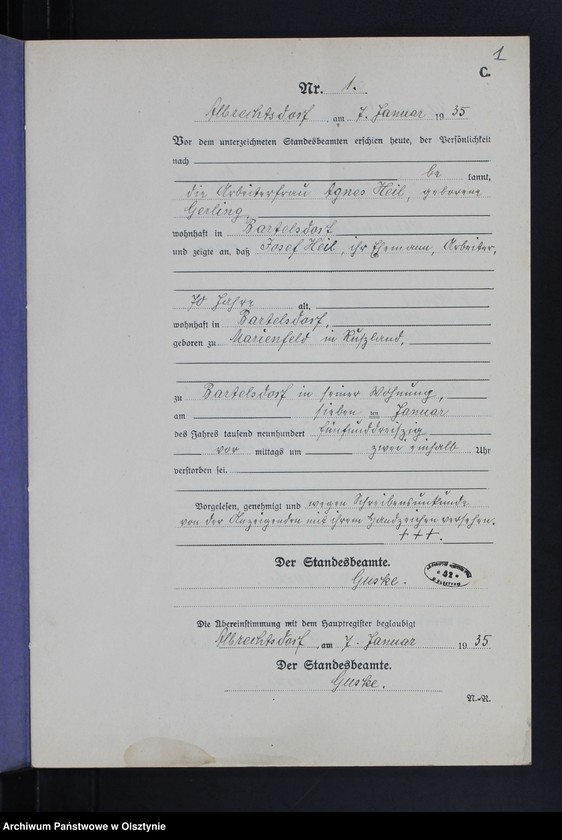 1
C.
Nr. 1.
Albrechtsdorf, am 7. Januar 1935
Vor dem unterzeichneten Standesbeamten erschien heute, der Persönlichkeit
nach
be kannt,
die Arbeiterfrau Agnes Heil, geborene
Gerling,
wohnhaft in Bartelsdorf
und zeigte an, daß Josef Heil, ihr Ehemann, Arbeiter,
70 Jahre alt,
wohnhaft in Bartelsdorf,
geboren zu Marienfeld in Ruszland,
zu Bartelsdorf in seiner Wohnung,
am sieben ten Januar
des Jahres tausend neunhundert fünfunddreiszig
vor mittags um zwei einhalb Uhr
verstorben sei.
Vorgelesen, genehmigt und wegen Schreibensunkunde
von der Anzeigenden mit ihrem Handzeichen versehen.
+++.
Der Standesbeamte.
Guske.
Die Übereinstimmung mit dem Hauptregister beglaubigt
Albrechtsdorf, am 7. Januar 1935
Der Standesbeamte.
Guske.
N.-R.
Archiwum Państwowe w Olsztynie